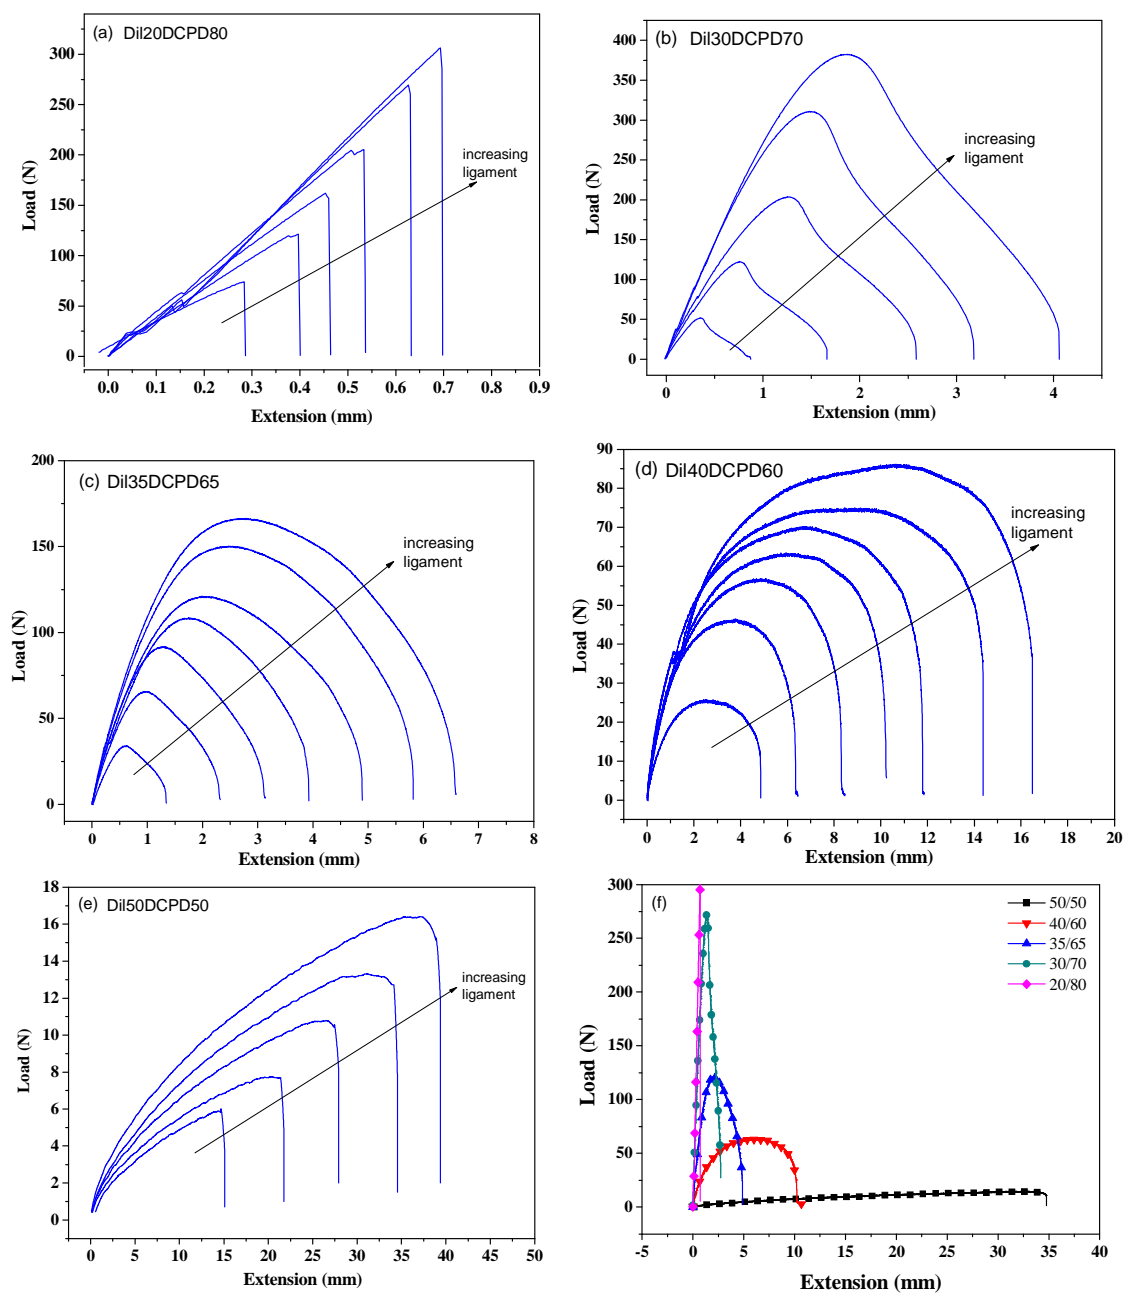 (a) Dil20DCPD80
300
250
200
150
100
50
0
Load (N)
increasing
ligament
0.0 0.1 0.2 0.3 0.4 0.5 0.6 0.7 0.8 0.9
Extension (mm)
(b) Dil30DCPD70
400
375
350
325
300
275
250
225
200
175
150
125
100
75
50
25
0
Load (N)
increasing
ligament
0 1 2 3 4
Extension (mm)
(c) Dil35DCPD65
200
150
100
50
0
Load (N)
increasing
ligament
0 1 2 3 4 5 6 7 8
Extension (mm)
(d) Dil40DCPD60
90
80
70
60
50
40
30
20
10
0
Load (N)
increasing
ligament
0 2 4 6 8 10 12 14 16 18 20
Extension (mm)
(e) Dil50DCPD50
18
16
14
12
10
8
6
4
2
0
Load (N)
increasing
ligament
0 5 10 15 20 25 30 35 40 45 50
Extension (mm)
(f)
300
250
200
150
100
50
0
Load (N)
50/50
40/60
35/65
30/70
20/80
-5 0 5 10 15 20 25 30 35 40
Extension (mm)